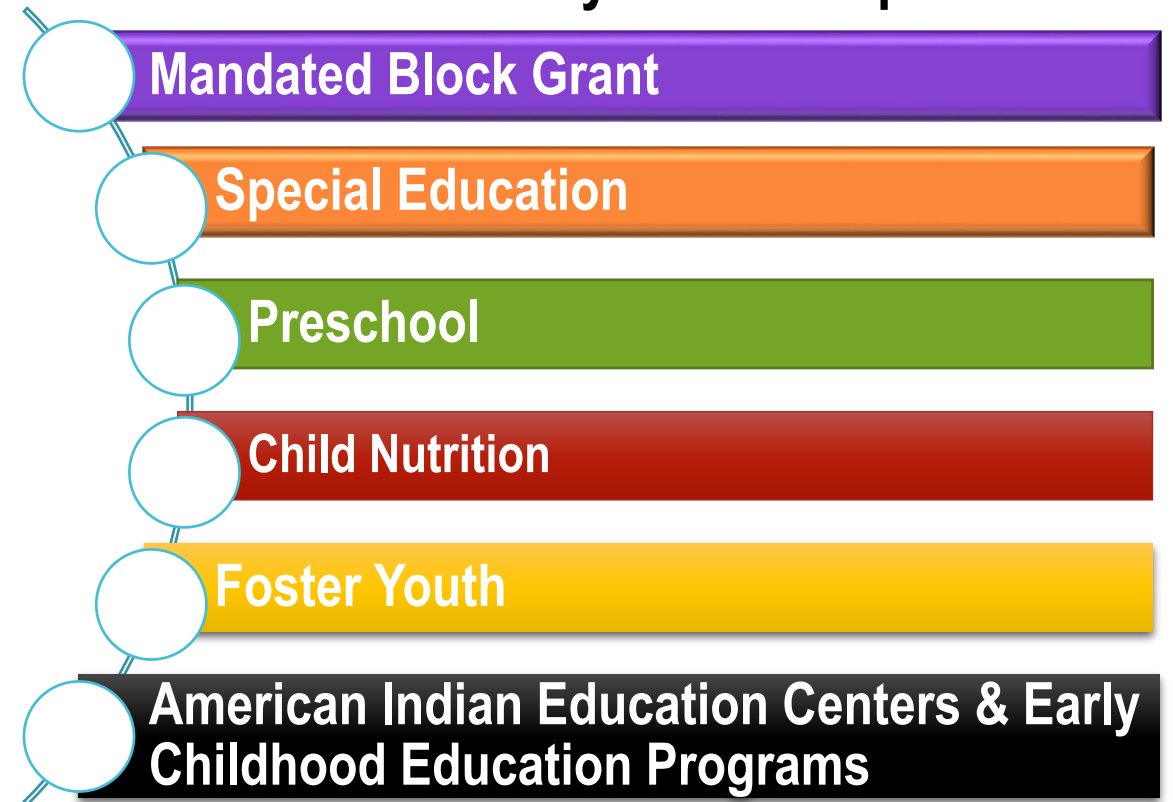 Mandated Block Grant
Special Education
Preschool
Child Nutrition
Foster Youth
American Indian Education Centers & Early
Childhood Education Programs